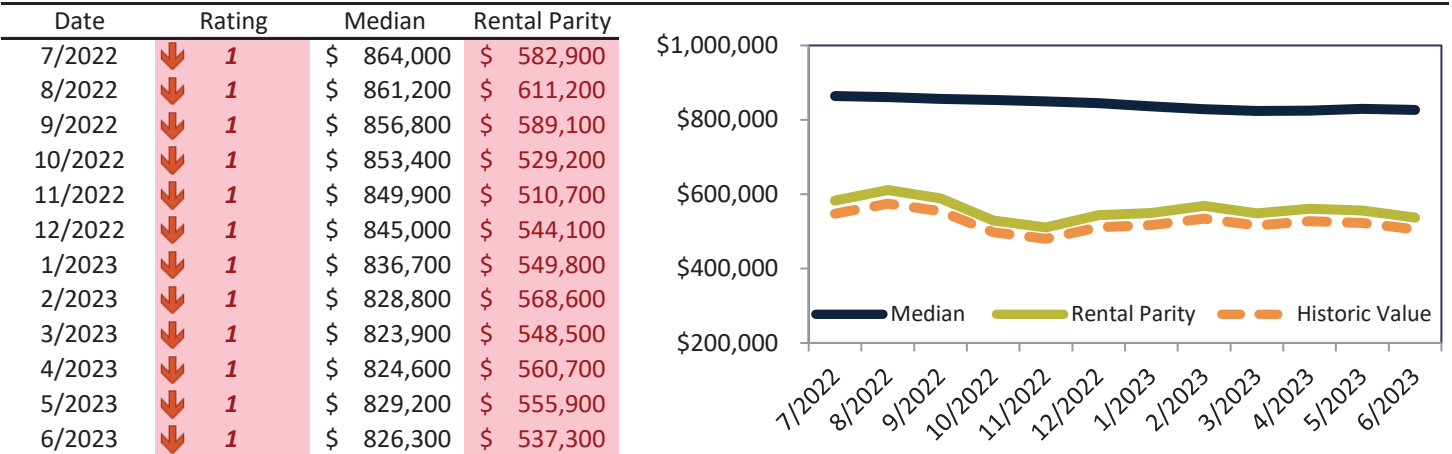 Date Rating Median Rental Parity
7/2022 1 $ 864,000 $ 582,900
8/2022 1 $ 861,200 $ 611,200
9/2022 1 $ 856,800 $ 589,100
10/2022 1 $ 853,400 $ 529,200
11/2022 1 $ 849,900 $ 510,700
12/2022 1 $ 845,000 $ 544,100
1/2023 1 $ 836,700 $ 549,800
2/2023 1 $ 828,800 $ 568,600
3/2023 1 $ 823,900 $ 548,500
4/2023 1 $ 824,600 $ 560,700
5/2023 1 $ 829,200 $ 555,900
6/2023 1 $ 826,300 $ 537,300
$1,000,000
$800,000
$600,000
$400,000
$200,000
Median Rental Parity Historic Value
7/2022 8/2022 9/2022 10/2022 11/2022 12/2022 1/2023 2/2023 3/2023 4/2023 5/2023 6/2023